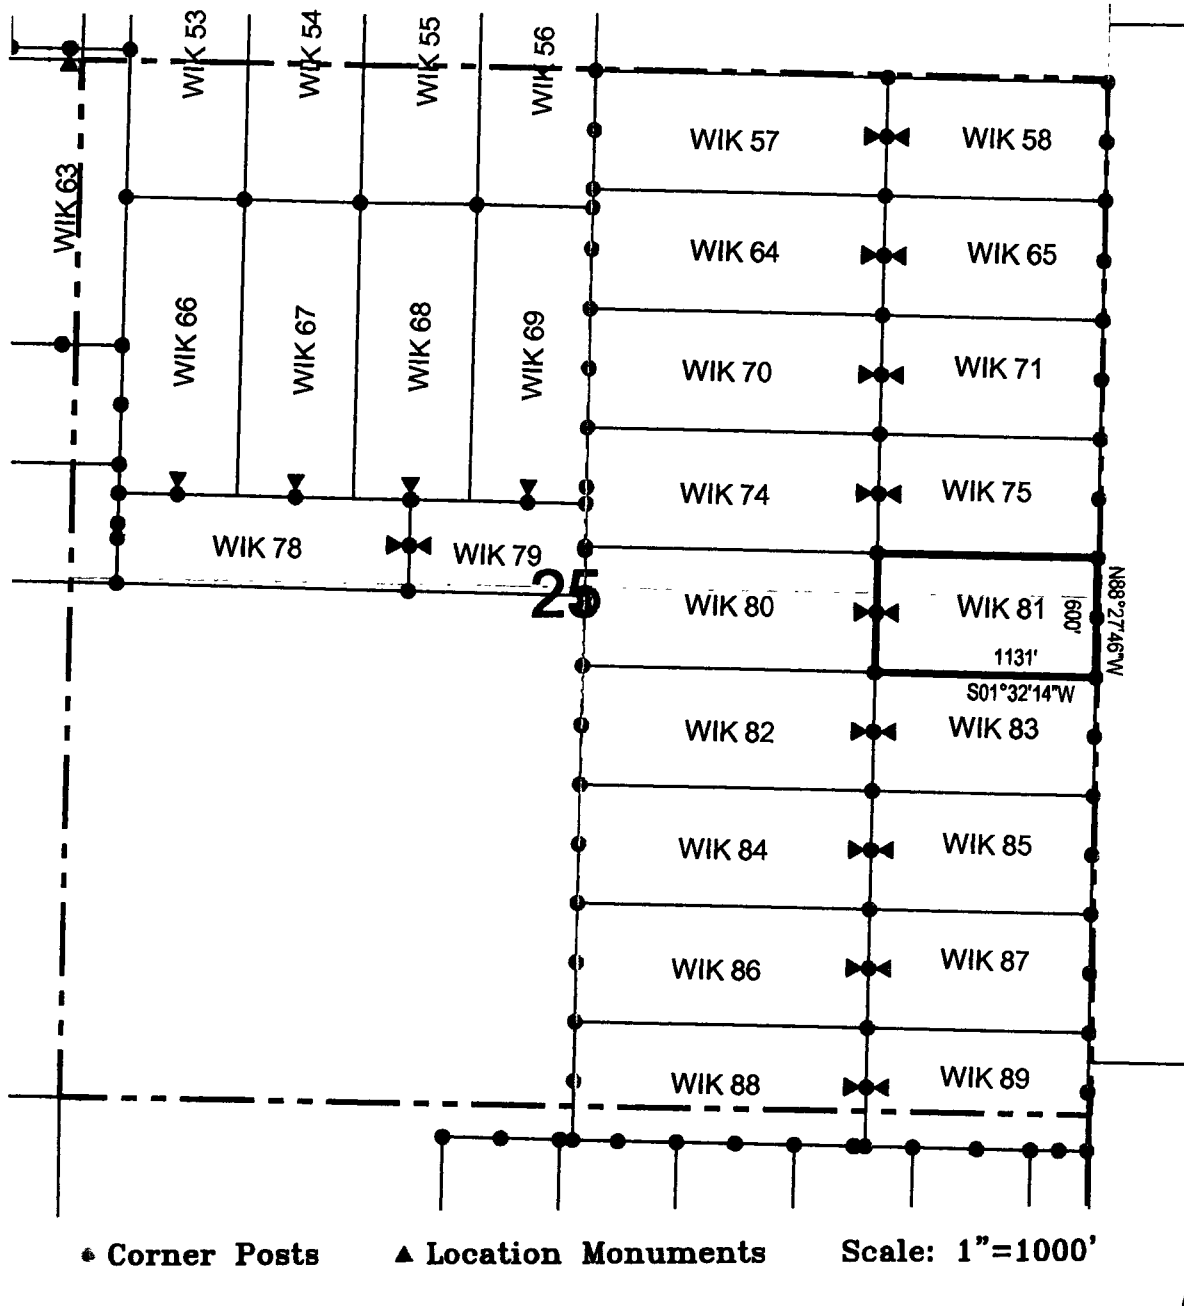 WIK 53
WIK 54
WIK 55
WIK 56
WIK 57
WIK 58
WIK 63
WIK 64
WIK 65
WIK 66
WIK 67
WIK 68
WIK 69
WIK 70
WIK 71
WIK 74
WIK 75
WIK 78
WIK 79
25
WIK 80
WIK 81
600'
N88°27'46"W
1131'
S01°32'14"W
WIK 82
WIK 83
WIK 84
WIK 85
WIK 86
WIK 87
WIK 88
WIK 89
Corner Posts
Location Monuments
Scale: 1"=1000'